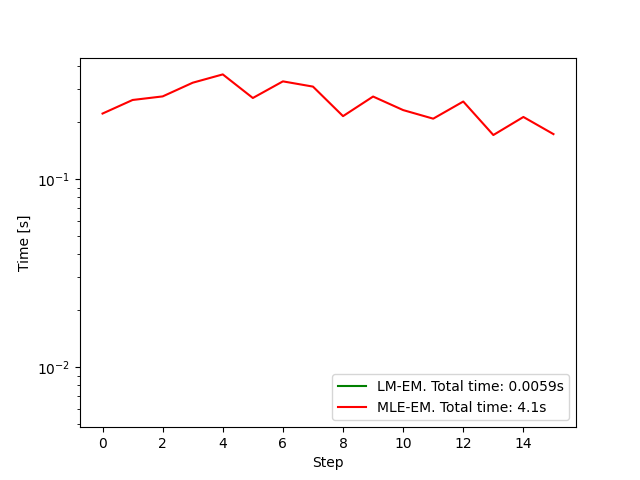 Time [s]
10⁻¹
10⁻²
LM-EM. Total time: 0.0059s
MLE-EM. Total time: 4.1s
0 2 4 6 8 10 12 14
Step